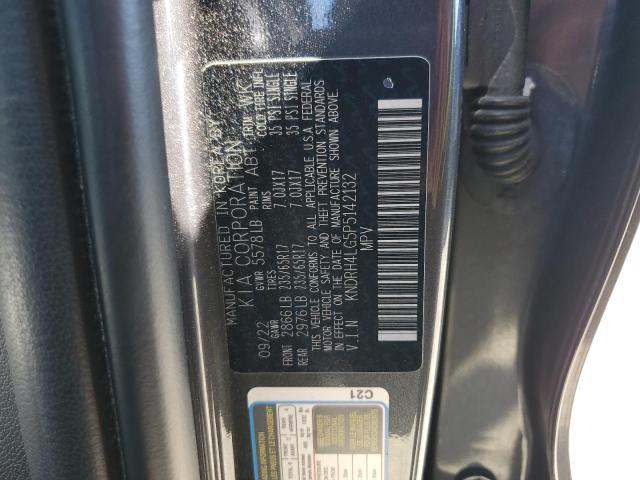 MANUFACTURED IN KOREA BY
KIA CORPORATION
09/22 GVWR 5578LB PAINT ABT TRIM WK
GAWR TIRES RIMS COLD TIRE INFL
FRONT 2866LB 235/65R17 7.0JX17 35 PSI SINGLE
REAR 2976LB 235/65R17 7.0JX17 35 PSI SINGLE
THIS VEHICLE CONFORMS TO ALL APPLICABLE U.S.A FEDERAL
MOTOR VEHICLE SAFETY AND THEFT PREVENTION STANDARDS
IN EFFECT ON THE DATE OF MANUFACTURE SHOWN ABOVE.
V.I.N KNDRH4LG5P5142132
MPV
C21